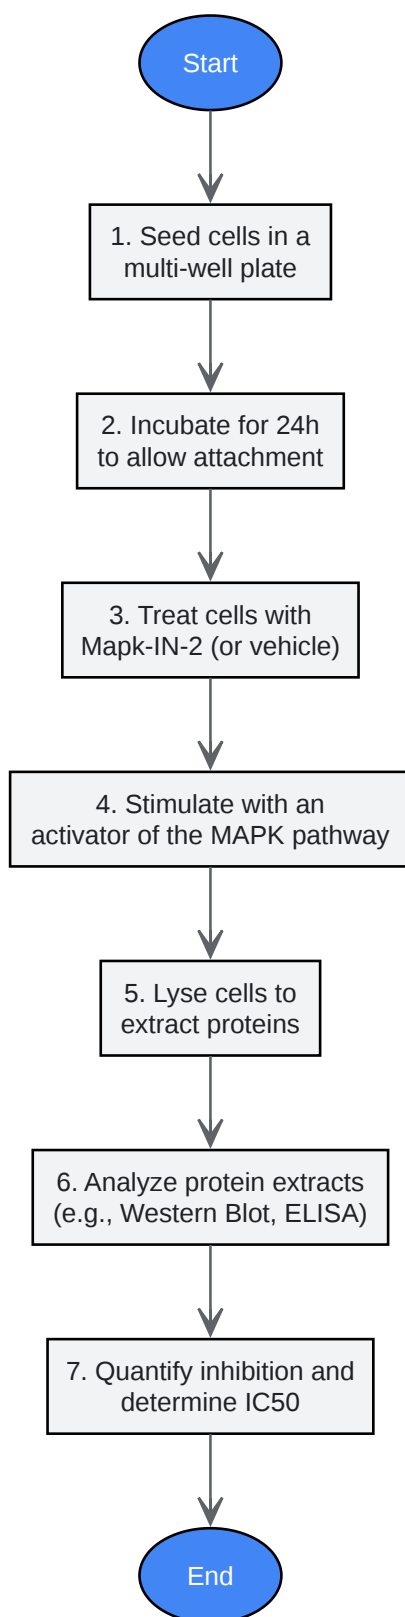 Start
1. Seed cells in a
multi-well plate
2. Incubate for 24h
to allow attachment
3. Treat cells with
Mapk-IN-2 (or vehicle)
4. Stimulate with an
activator of the MAPK pathway
5. Lyse cells to
extract proteins
6. Analyze protein extracts
(e.g., Western Blot, ELISA)
7. Quantify inhibition and
determine IC50
End